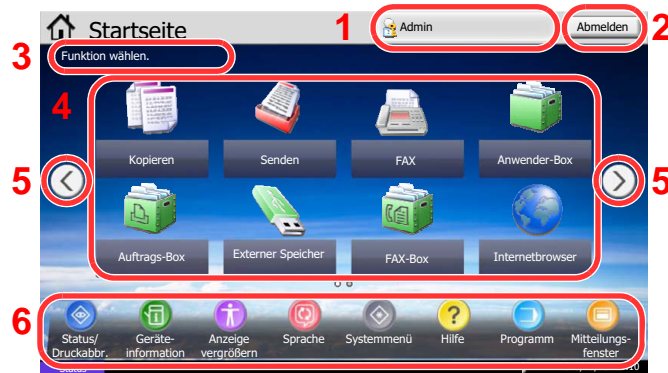 Startseite
1
Admin
Abmelden
2
3
Funktion wählen.
4
Kopieren
Senden
FAX
Anwender-Box
5
5
Auftrags-Box
Externer Speicher
FAX-Box
Internetbrowser
6
Status/
Druckabbr.
Geräte-
information
Anzeige
vergrößern
Sprache
Systemmenü
Hilfe
Programm
Mitteilungs-
fenster
Status